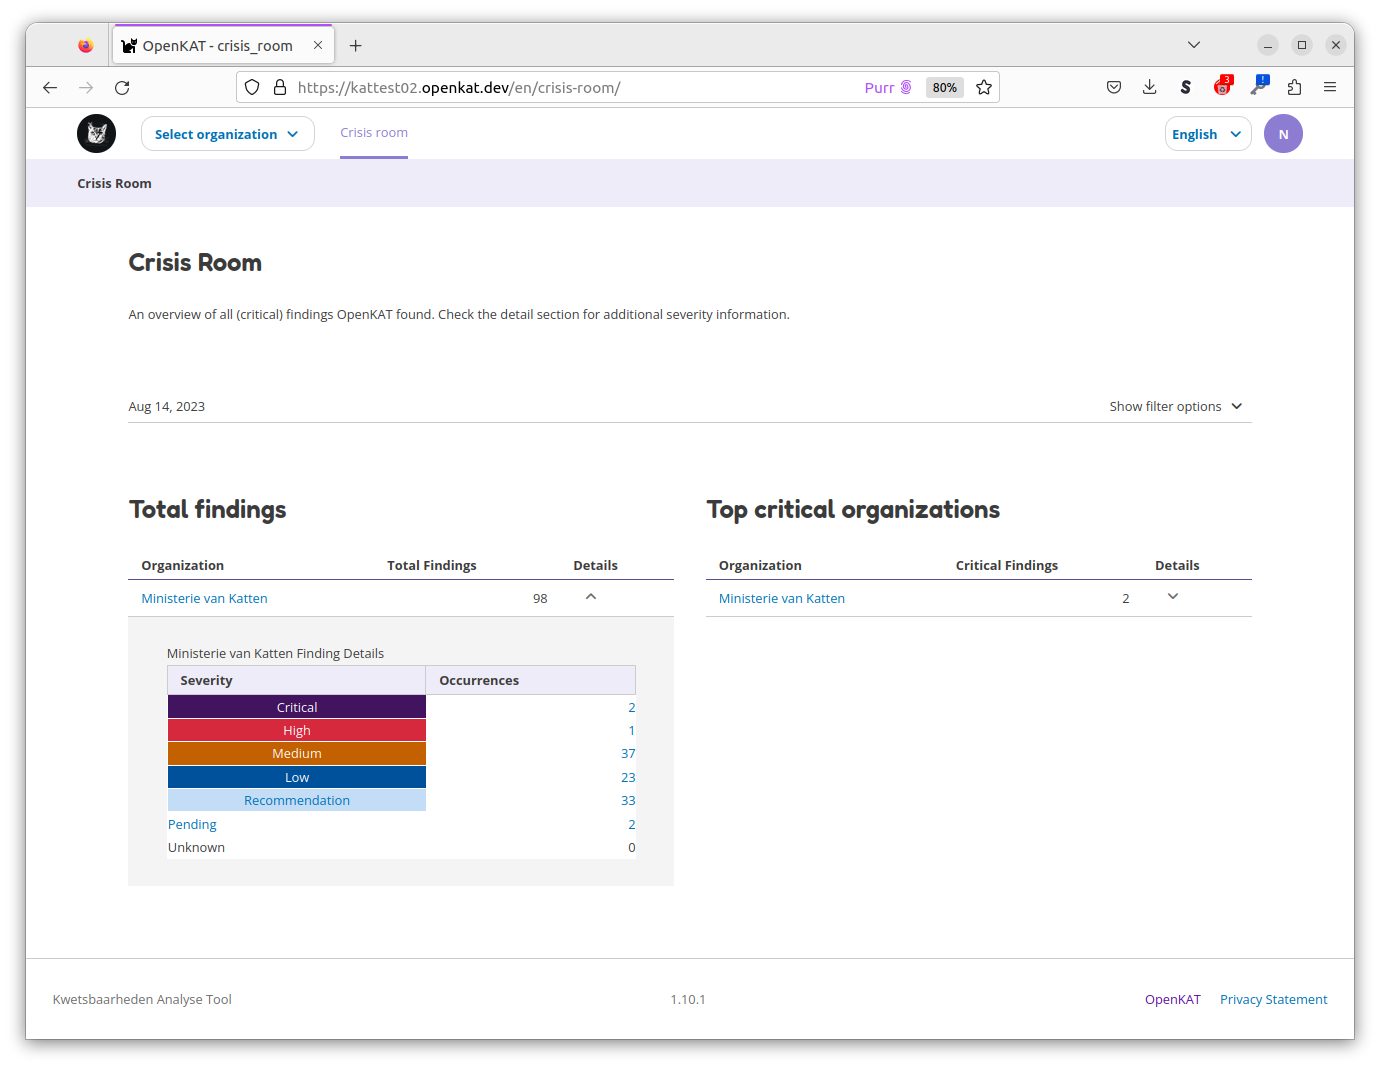 OpenKAT - crisis_room
https://kattest02.openkat.dev/en/crisis-room/
Purr
80%
3
!
Select organization
Crisis room
English
N
Crisis Room
Crisis Room
An overview of all (critical) findings OpenKAT found. Check the detail section for additional severity information.
Aug 14, 2023
Show filter options
Total findings
Organization Total Findings Details
Ministerie van Katten 98
Ministerie van Katten Finding Details
Severity Occurrences
Critical 2
High 1
Medium 37
Low 23
Recommendation 33
Pending 2
Unknown 0
Top critical organizations
Organization Critical Findings Details
Ministerie van Katten 2
Kwetsbaarheden Analyse Tool
1.10.1
OpenKAT Privacy Statement